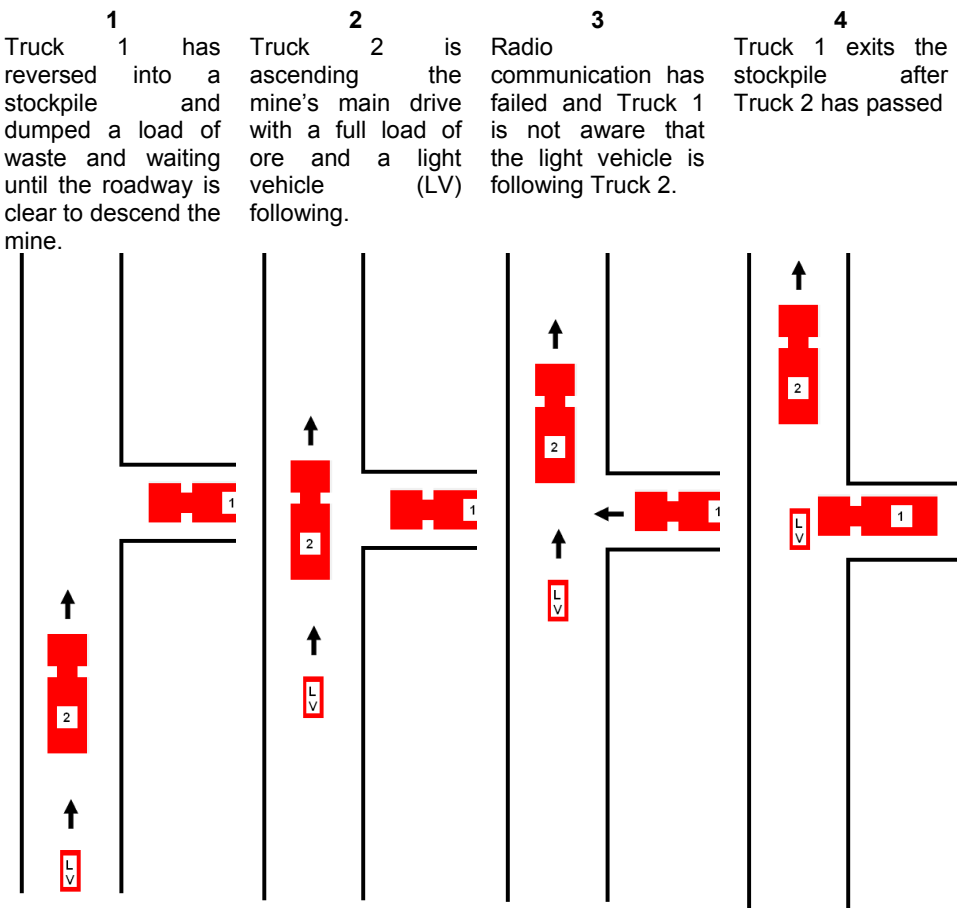 1
Truck 1 has
reversed into a
stockpile and
dumped a load of
waste and waiting
until the roadway is
clear to descend the
mine.
2
Truck 2 is
ascending the
mine's main drive
with a full load of
ore and a light
vehicle (LV)
following.
3
Radio
communication has
failed and Truck 1
is not aware that
the light vehicle is
following Truck 2.
4
Truck 1 exits the
stockpile after
Truck 2 has passed
1
2
L
V
1
2
L
V
2
1
L
V
2
L
V
1